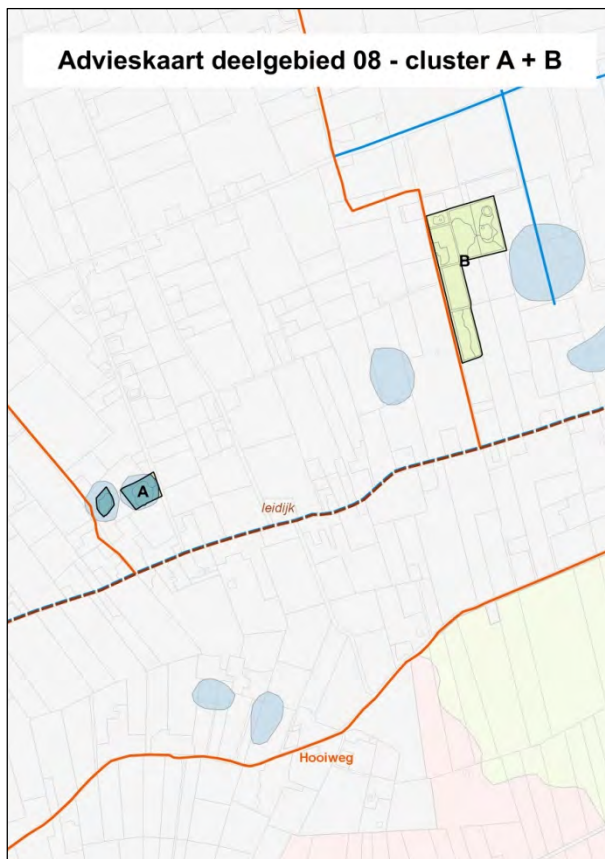 Advieskaart deelgebied 08 - cluster A + B
B
A
leidijk
Hooiweg